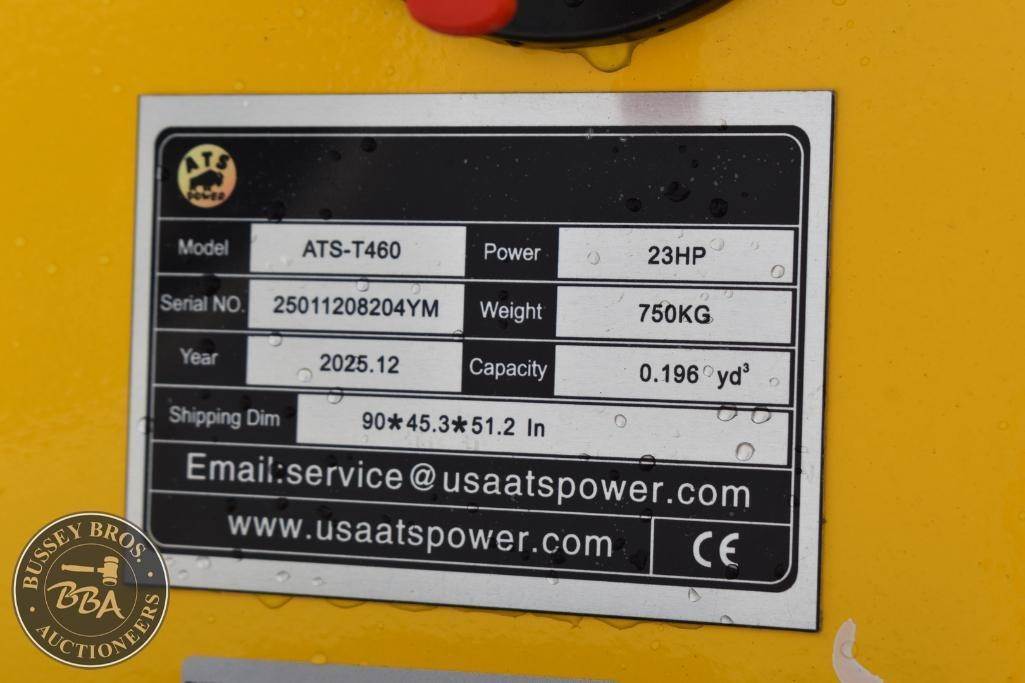 ATS
POWER
Model ATS-T460 Power 23HP
Serial NO. 25011208204YM Weight 750KG
Year 2025.12 Capacity 0.196 yd³
Shipping Dim 90*45.3*51.2 In
Email:service@usaatspower.com
www.usaatspower.com CE
BUSSEY BROS.
BBA
AUCTIONEERS